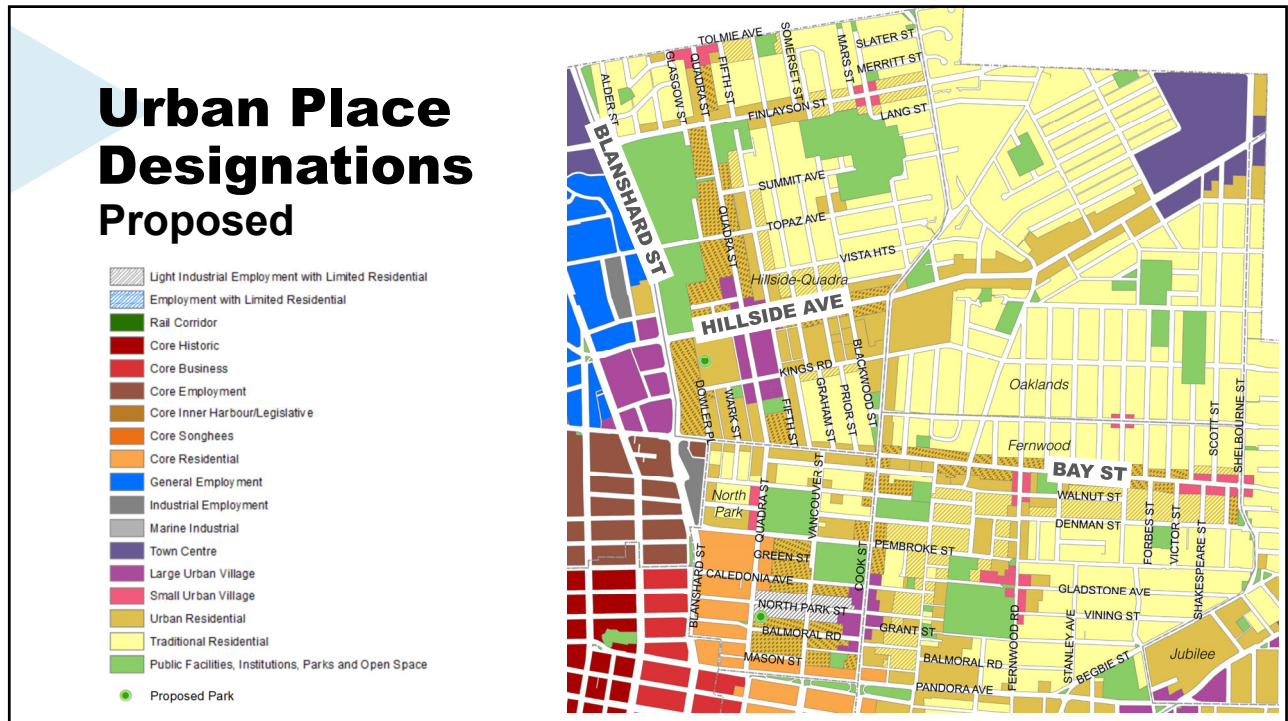 Urban Place
Designations
Proposed
Light Industrial Employment with Limited Residential
Employment with Limited Residential
Rail Corridor
Core Historic
Core Business
Core Employment
Core Inner Harbour/Legislative
Core Songhees
Core Residential
General Employment
Industrial Employment
Marine Industrial
Town Centre
Large Urban Village
Small Urban Village
Urban Residential
Traditional Residential
Public Facilities, Institutions, Parks and Open Space
Proposed Park
TOLMIE AVE
SOMERSET ST
MARS ST
SLATER ST
MERRITT ST
ALDER ST
GLASGOW ST
QUADRA ST
FIFTH ST
FINLAYSON ST
LANG ST
BLANSHARD ST
SUMMIT AVE
TOPAZ AVE
QUADRA ST
VISTA HTS
Hillside-Quadra
HILLSIDE AVE
KINGS RD
BLACKWOOD ST
DOWLER PL
WARK ST
FIFTH ST
GRAHAM ST
PRIOR ST
Oaklands
Fernwood
SCOTT ST
SHELBOURNE ST
BAY ST
North
Park
QUADRA ST
VANCOUVER ST
WALNUT ST
DENMAN ST
FORBES ST
VICTOR ST
SHAKESPEARE ST
BLANSHARD ST
GREEN ST
COOK ST
PEMBROKE ST
CALEDONIA AVE
GLADSTONE AVE
NORTH PARK ST
VINING ST
BALMORAL RD
GRANT ST
FERNWOOD RD
STANLEY AVE
MASON ST
BALMORAL RD
BEGBIE ST
Jubilee
PANDORA AVE